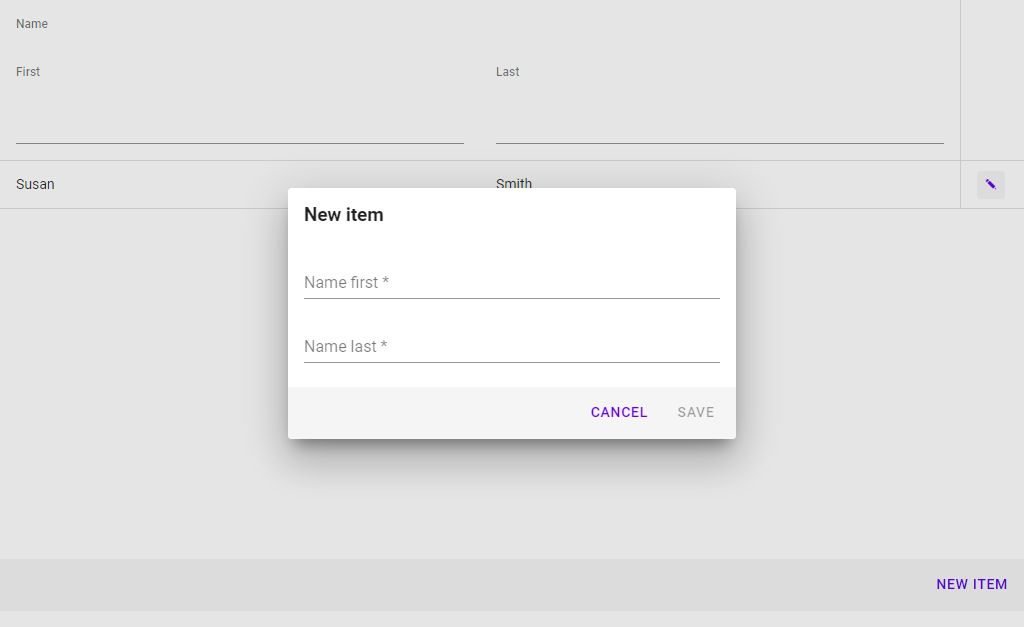 Name
First Last
Susan Smith
New item
Name first *
Name last *
CANCEL SAVE
NEW ITEM